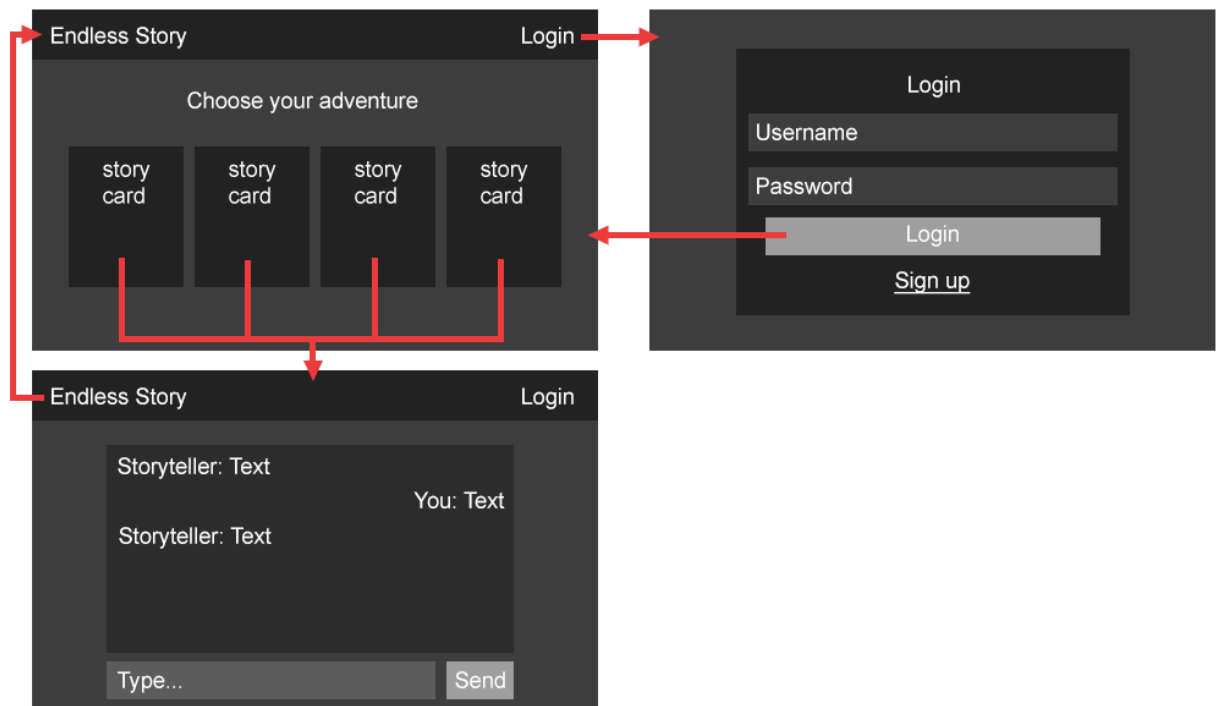 Endless Story
Login
Choose your adventure
story
card
story
card
story
card
story
card
Login
Username
Password
Login
Sign up
Endless Story
Login
Storyteller: Text
You: Text
Storyteller: Text
Type...
Send